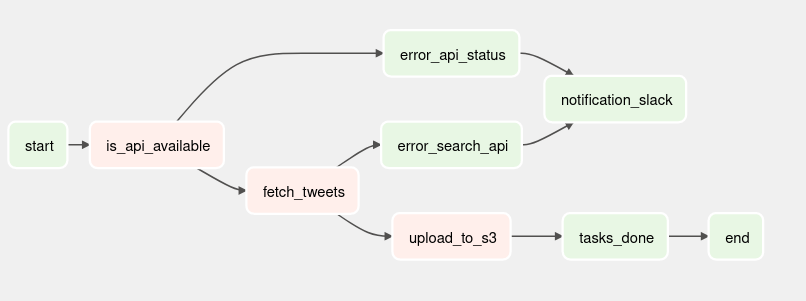 error_api_status
notification_slack
start
is_api_available
error_search_api
fetch_tweets
upload_to_s3
tasks_done
end